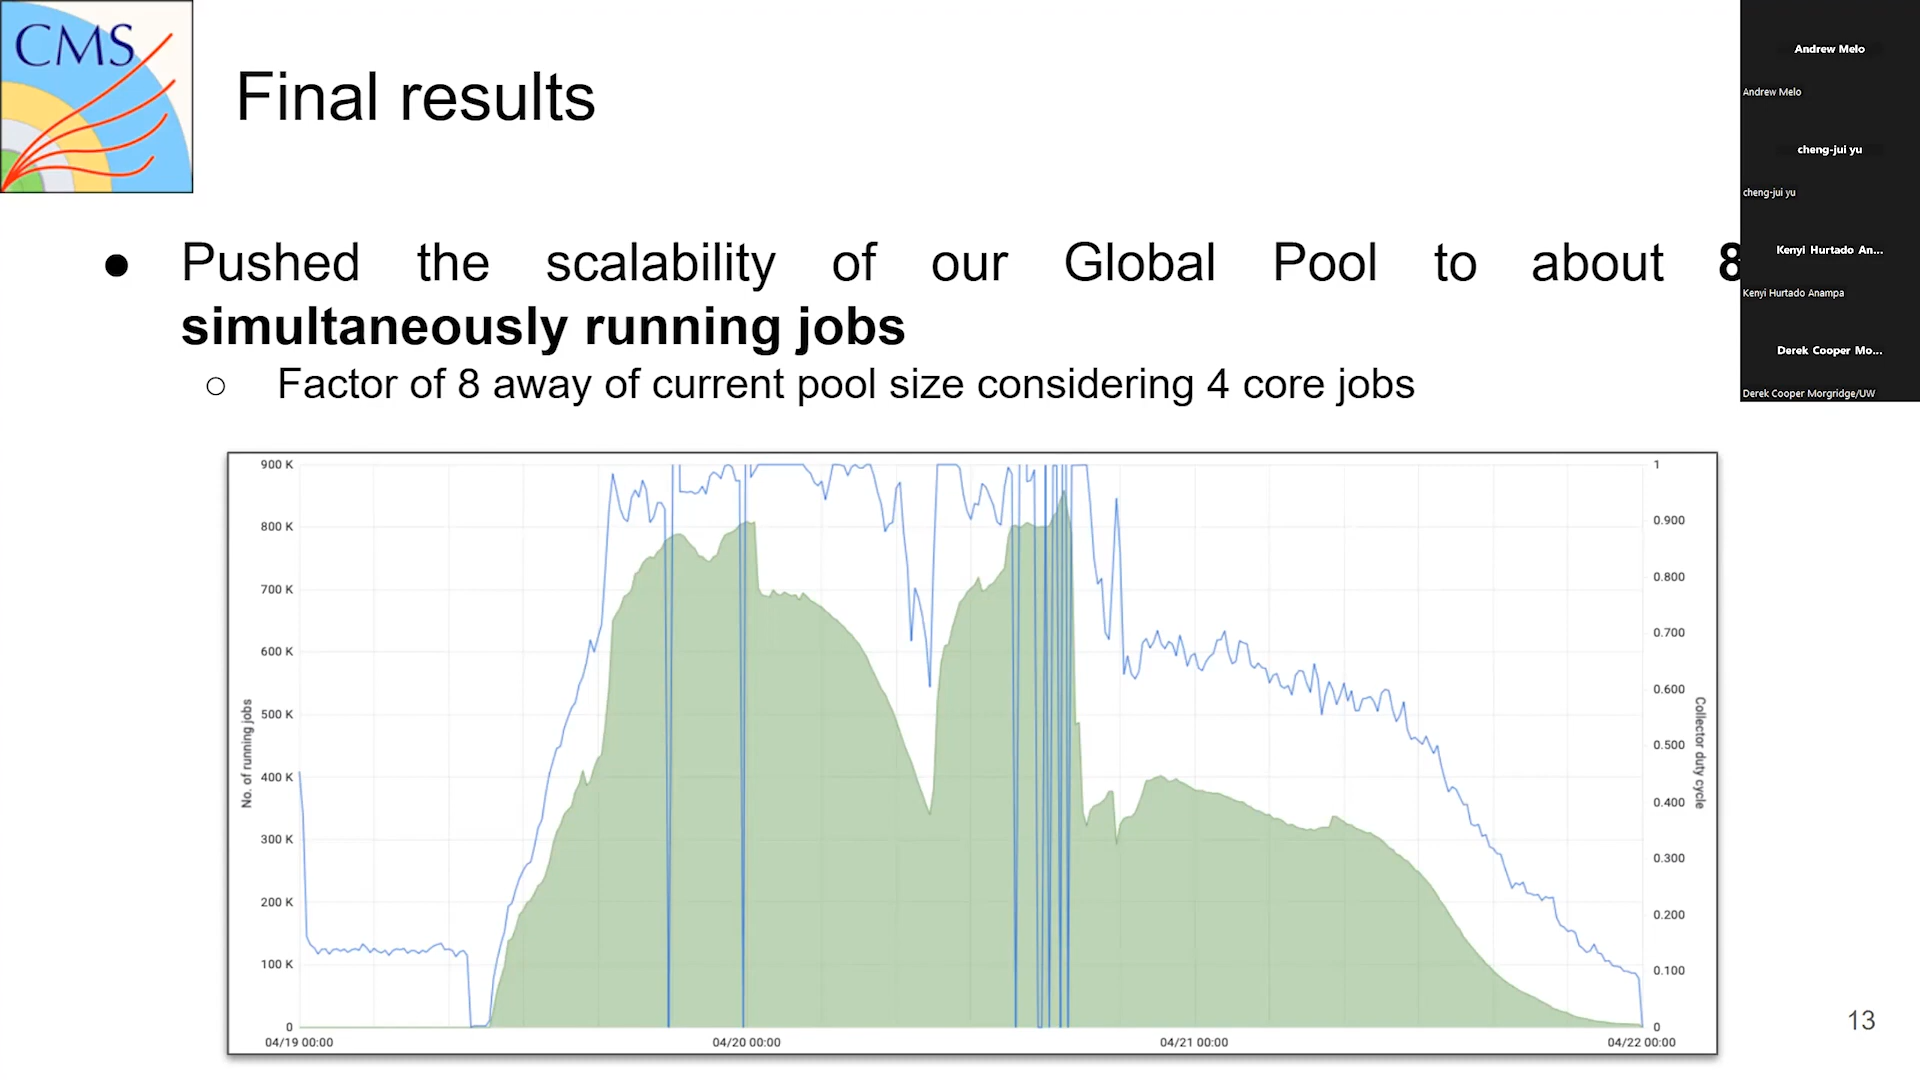 CMS
Final results
● Pushed the scalability of our Global Pool to about 8
simultaneously running jobs
○ Factor of 8 away of current pool size considering 4 core jobs
Andrew Melo
Andrew Melo
cheng-jui yu
cheng-jui yu
Kenyi Hurtado An...
Kenyi Hurtado Anampa
Derek Cooper Mo...
Derek Cooper Morgridge/UW
No. of running jobs
900 K
800 K
700 K
600 K
500 K
400 K
300 K
200 K
100 K
0
1
0.900
0.800
0.700
0.600
0.500
0.400
0.300
0.200
0.100
0
Collector duty cycle
04/19 00:00
04/20 00:00
04/21 00:00
04/22 00:00
13